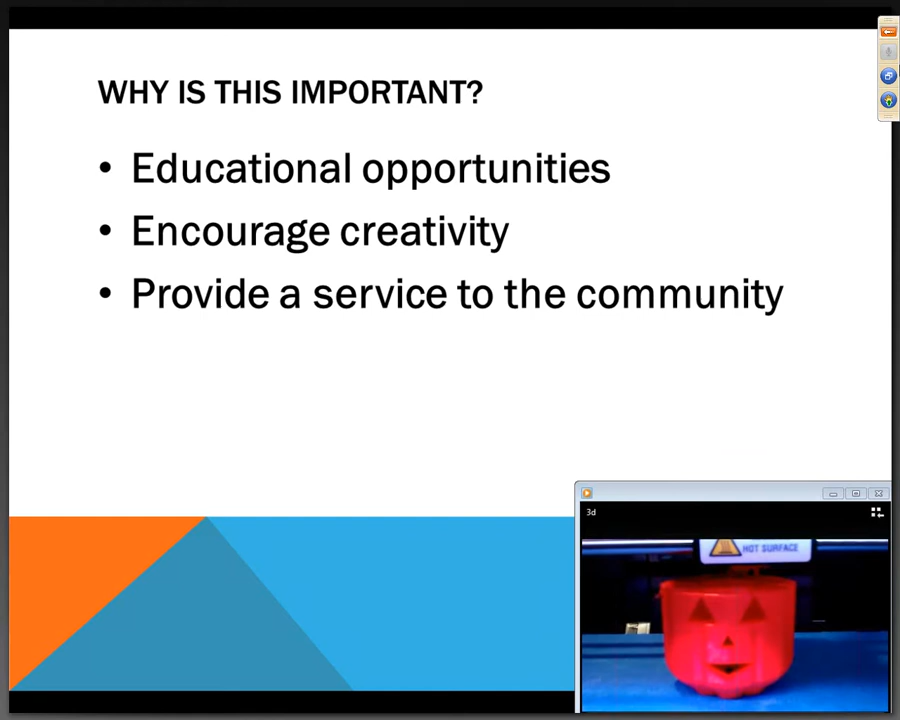 WHY IS THIS IMPORTANT?
• Educational opportunities
• Encourage creativity
• Provide a service to the community
3d
HOT SURFACE